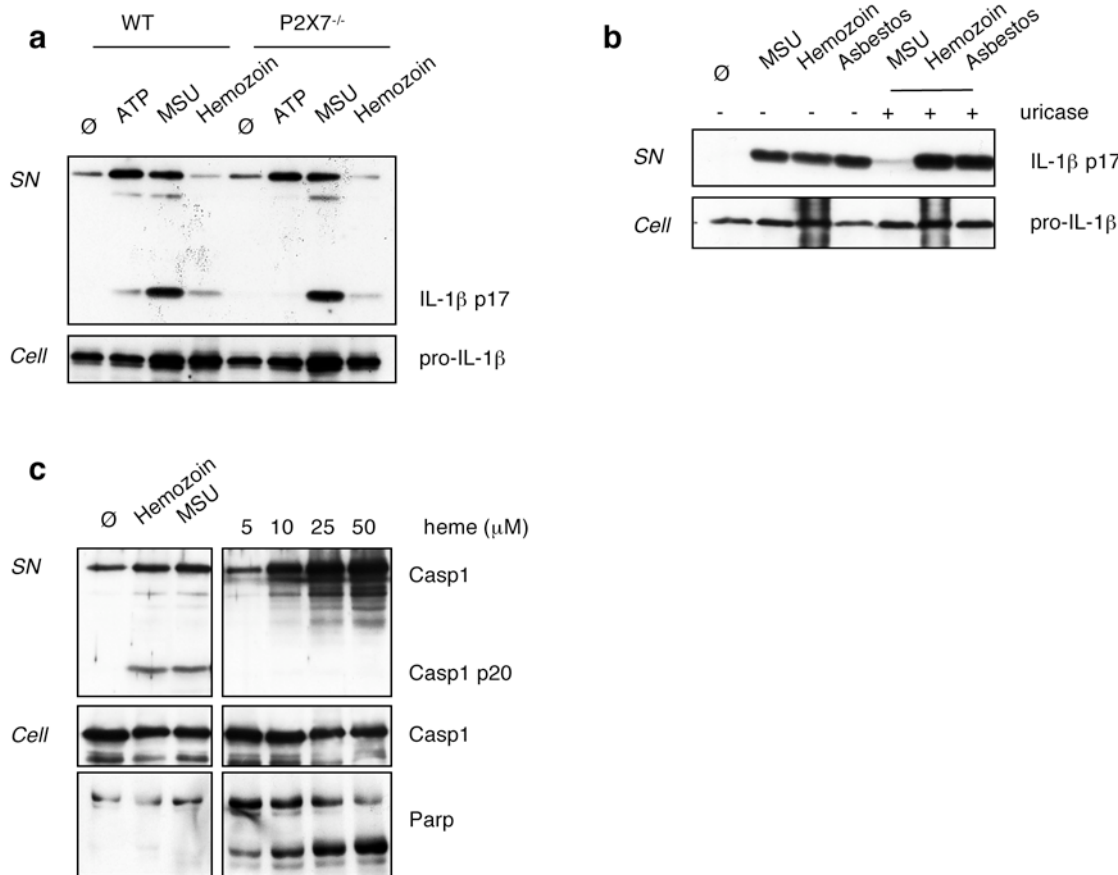 a
WT P2X7-/-
Ø ATP MSU Hemozoin Ø ATP MSU Hemozoin
SN
IL-1β p17
Cell pro-IL-1β
b
Ø MSU Hemozoin Asbestos MSU Hemozoin Asbestos
- - - - + + + uricase
SN IL-1β p17
Cell pro-IL-1β
c
Ø Hemozoin MSU 5 10 25 50 heme (μM)
SN Casp1
Casp1 p20
Cell Casp1
Parp